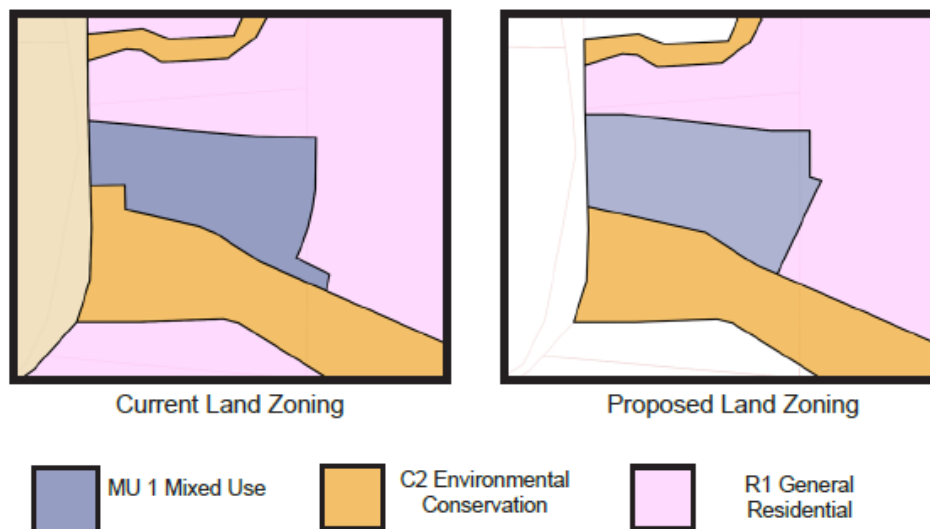 Current Land Zoning
Proposed Land Zoning
MU 1 Mixed Use
C2 Environmental
Conservation
R1 General
Residential